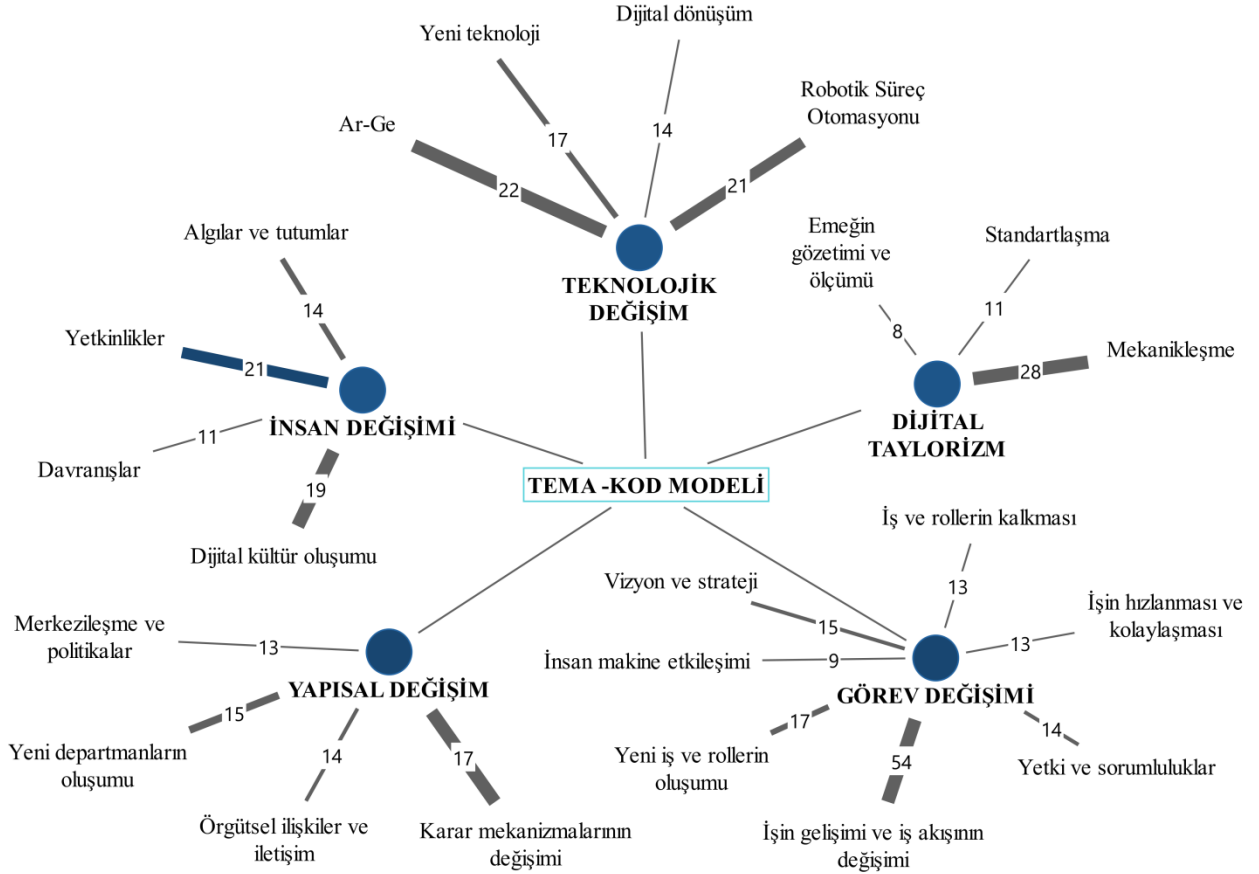 Dijital dönüşüm
Yeni teknoloji
Robotik Süreç
Otomasyonu
Ar-Ge
17
14
22
21
TEKNOLOJİK
DEĞİŞİM
Algılar ve tutumlar
14
Yetkinlikler
21
İNSAN DEĞİŞİMİ
11
Davranışlar
19
Dijital kültür oluşumu
Emeğin
gözetimi ve
ölçümü
Standartlaşma
8
11
Mekanikleşme
28
DİJİTAL
TAYLORİZM
TEMA -KOD MODELİ
Merkezileşme ve
politikalar
13
YAPISAL DEĞİŞİM
15
Yeni departmanların
oluşumu
14
17
Örgütsel ilişkiler ve
iletişim
Karar mekanizmalarının
değişimi
İş ve rollerin kalkması
Vizyon ve strateji
13
15
İşin hızlanması ve
kolaylaşması
13
İnsan makine etkileşimi
9
GÖREV DEĞİŞİMİ
17
Yeni iş ve rollerin
oluşumu
54
14
Yetki ve sorumluluklar
İşin gelişimi ve iş akışının
değişimi